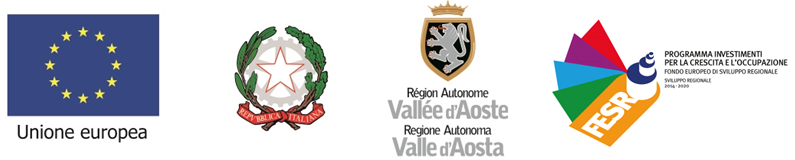 Unione europea
REPVBBLICA ITALIANA
Région Autonome
Vallée d'Aoste
Regione Autonoma
Valle d'Aosta
FESR
PROGRAMMA INVESTIMENTI
PER LA CRESCITA E L'OCCUPAZIONE
FONDO EUROPEO DI SVILUPPO REGIONALE
SVILUPPO REGIONALE
2014 - 2020